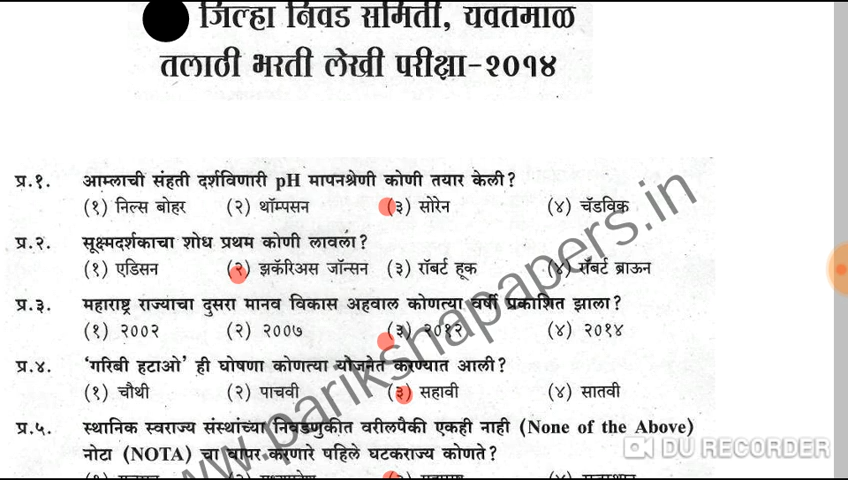 जिल्हा निवड समिती, यवतमाळ
तलाठी भरती लेखी परीक्षा-२०१४
प्र.१. आम्लाची संहती दर्शविणारी pH मापनश्रेणी कोणी तयार केली?
(१) निल्स बोहर (२) थॉम्पसन (३) सोरेन (४) चॅडविक
प्र.२. सूक्ष्मदर्शकाचा शोध प्रथम कोणी लावला?
(१) एडिसन (२) झकॅरिअस जॉन्सन (३) रॉबर्ट हूक (४) रॉबर्ट ब्राऊन
प्र.३. महाराष्ट्र राज्याचा दुसरा मानव विकास अहवाल कोणत्या वर्षी प्रकाशित झाला?
(१) २००२ (२) २००७ (३) २०१२ (४) २०१४
प्र.४. 'गरिबी हटाओ' ही घोषणा कोणत्या योजनेत करण्यात आली?
(१) चौथी (२) पाचवी (३) सहावी (४) सातवी
प्र.५. स्थानिक स्वराज्य संस्थांच्या निवडणुकीत वरीलपैकी एकही नाही (None of the Above)
नोटा (NOTA) चा वापर करणारे पहिले घटकराज्य कोणते?
www.parikshapapers.in
DU RECORDER